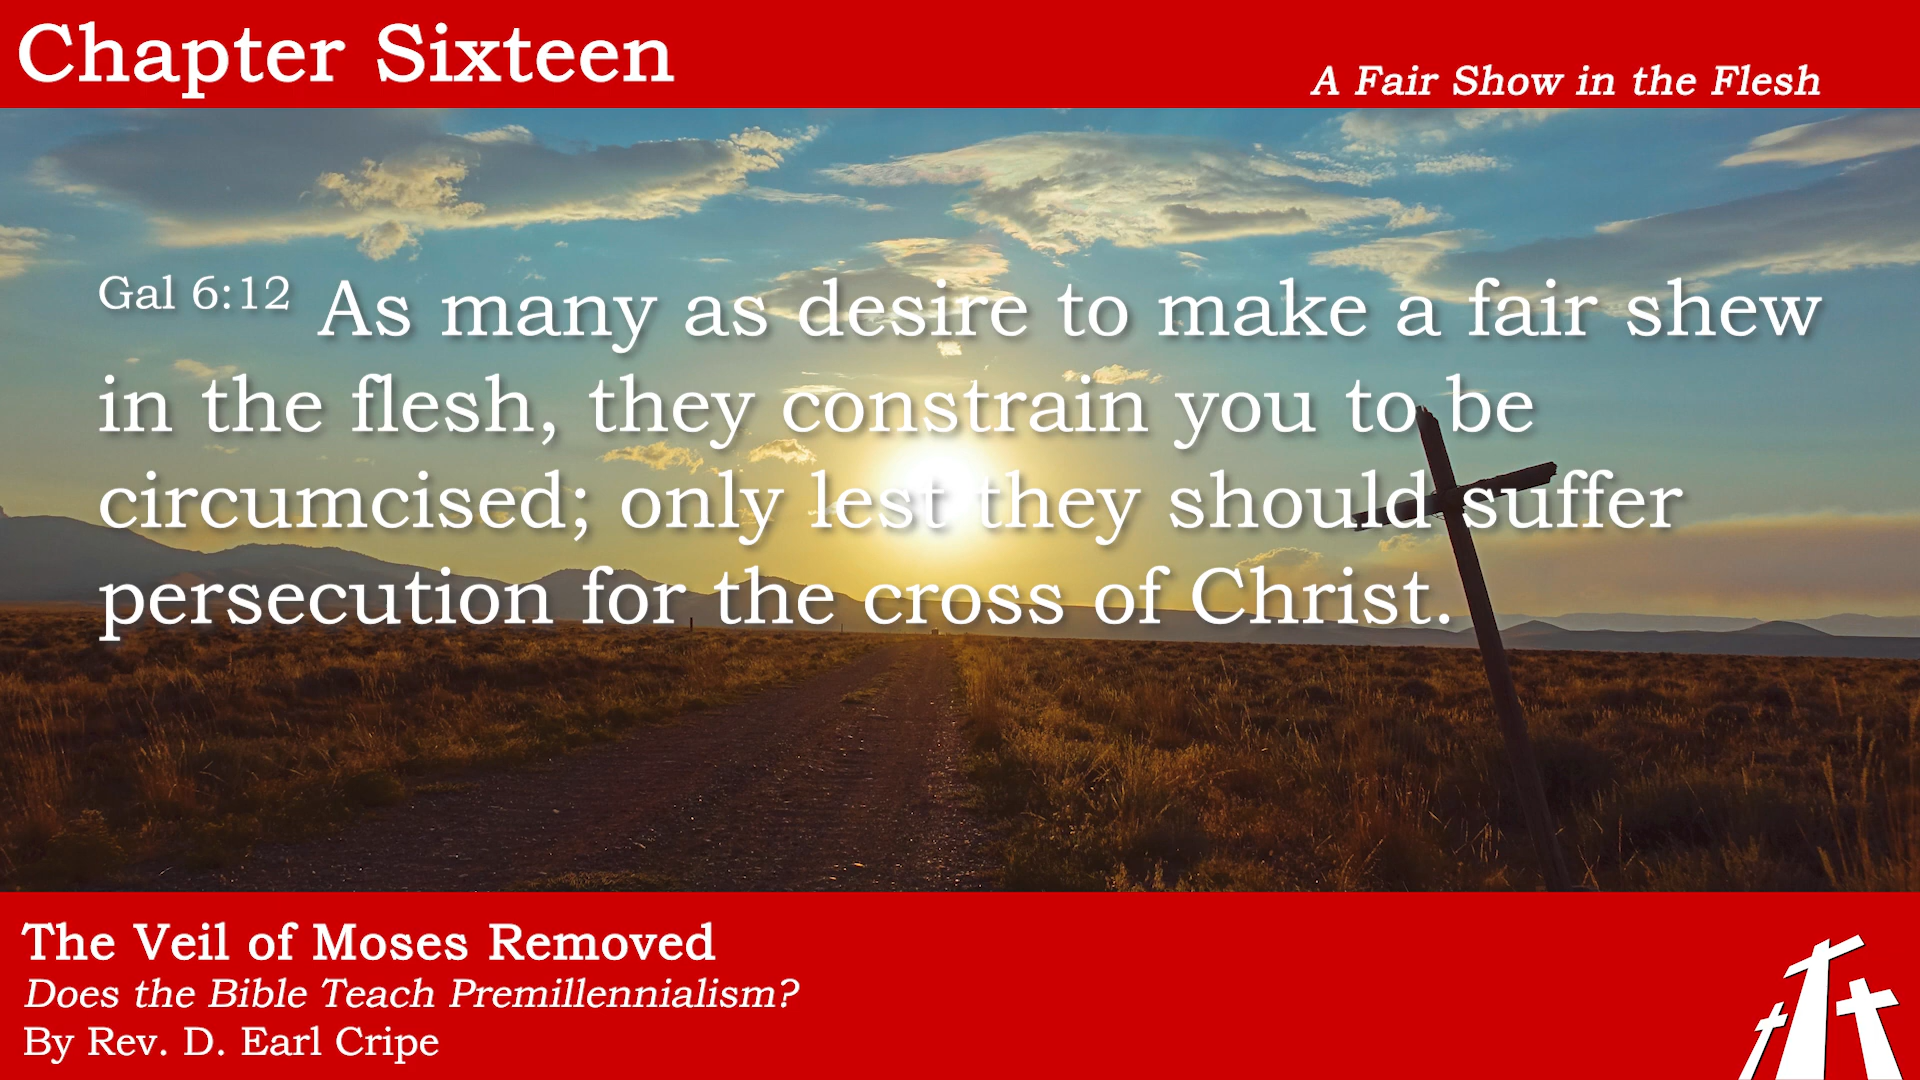 Chapter Sixteen
A Fair Show in the Flesh
Gal 6:12 As many as desire to make a fair shew
in the flesh, they constrain you to be
circumcised; only lest they should suffer
persecution for the cross of Christ.
The Veil of Moses Removed
Does the Bible Teach Premillennialism?
By Rev. D. Earl Cripe